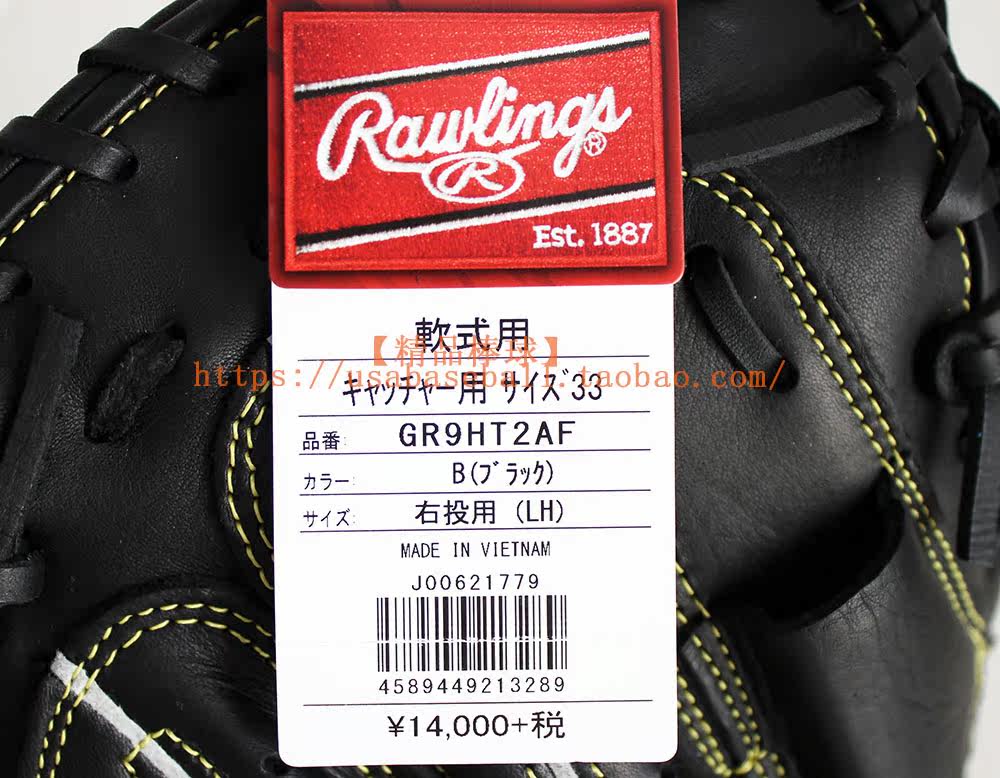 Rawlings®
R
Est. 1887
軟式用
【精品棒球】
https://usabaseball.taobao.com/
キャッチャー用 サイズ33
品番: GR9HT2AF
カラー: B(ブラック)
サイズ: 右投用 (LH)
MADE IN VIETNAM
J00621779
4589449213289
¥14,000+税